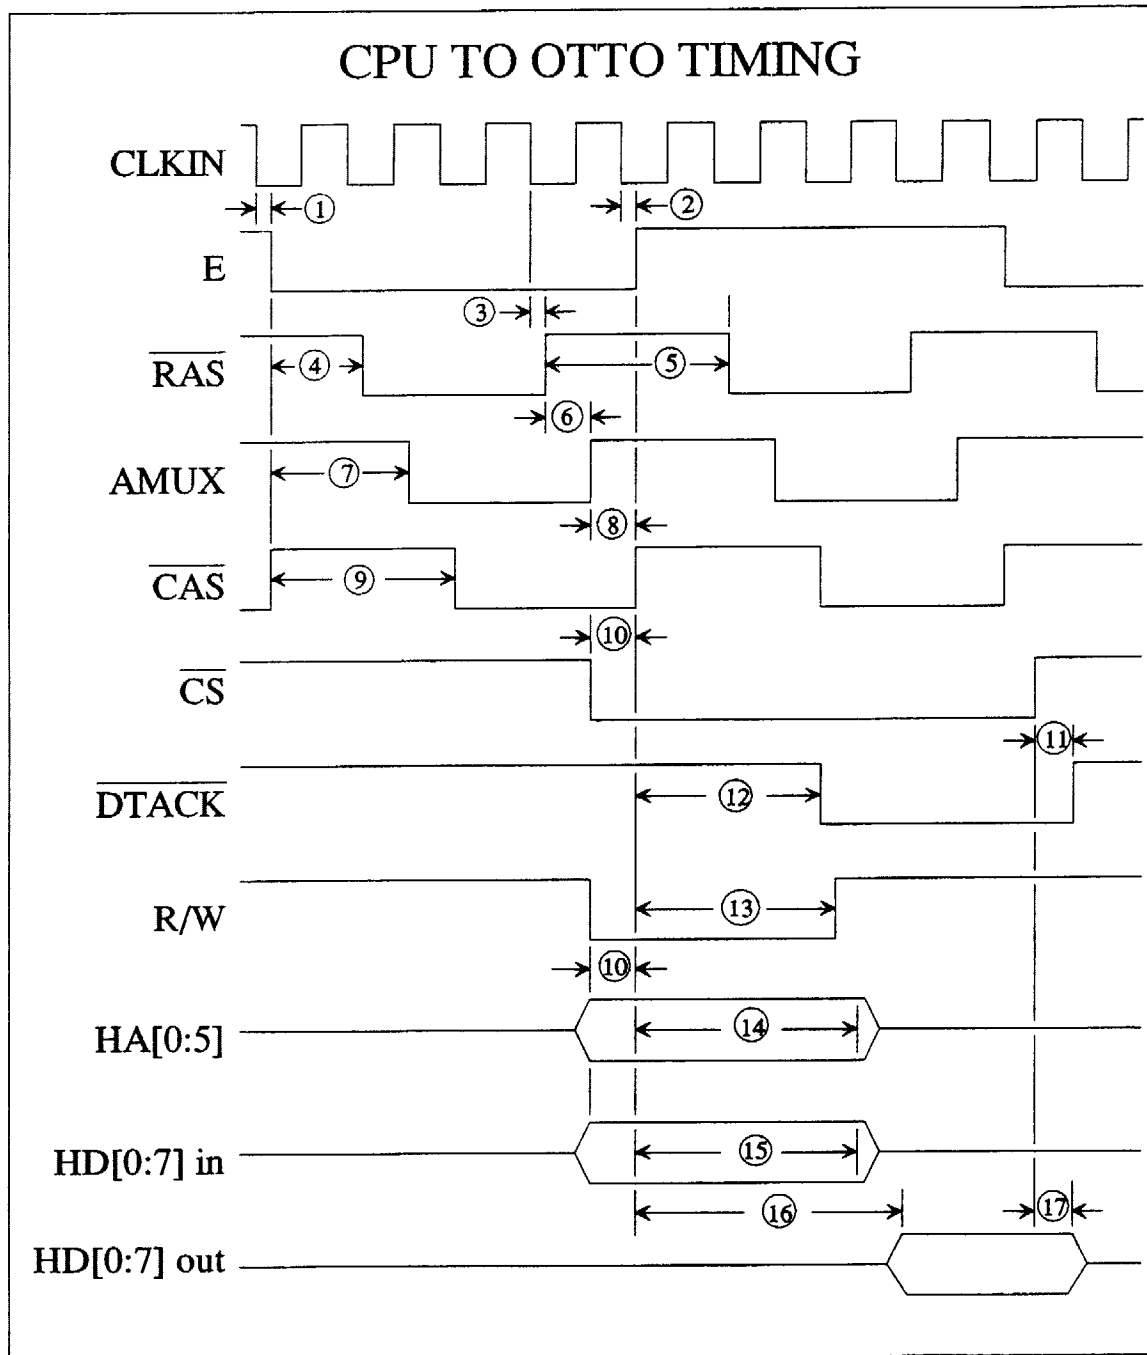 CPU TO OTTO TIMING
CLKIN
① ②
E
③
RAS ④ ⑤
⑥
AMUX ⑦
⑧
CAS ⑨
⑩
CS
⑪
DTACK ⑫
R/W ⑬
⑩
HA[0:5] ⑭
HD[0:7] in ⑮
⑯ ⑰
HD[0:7] out